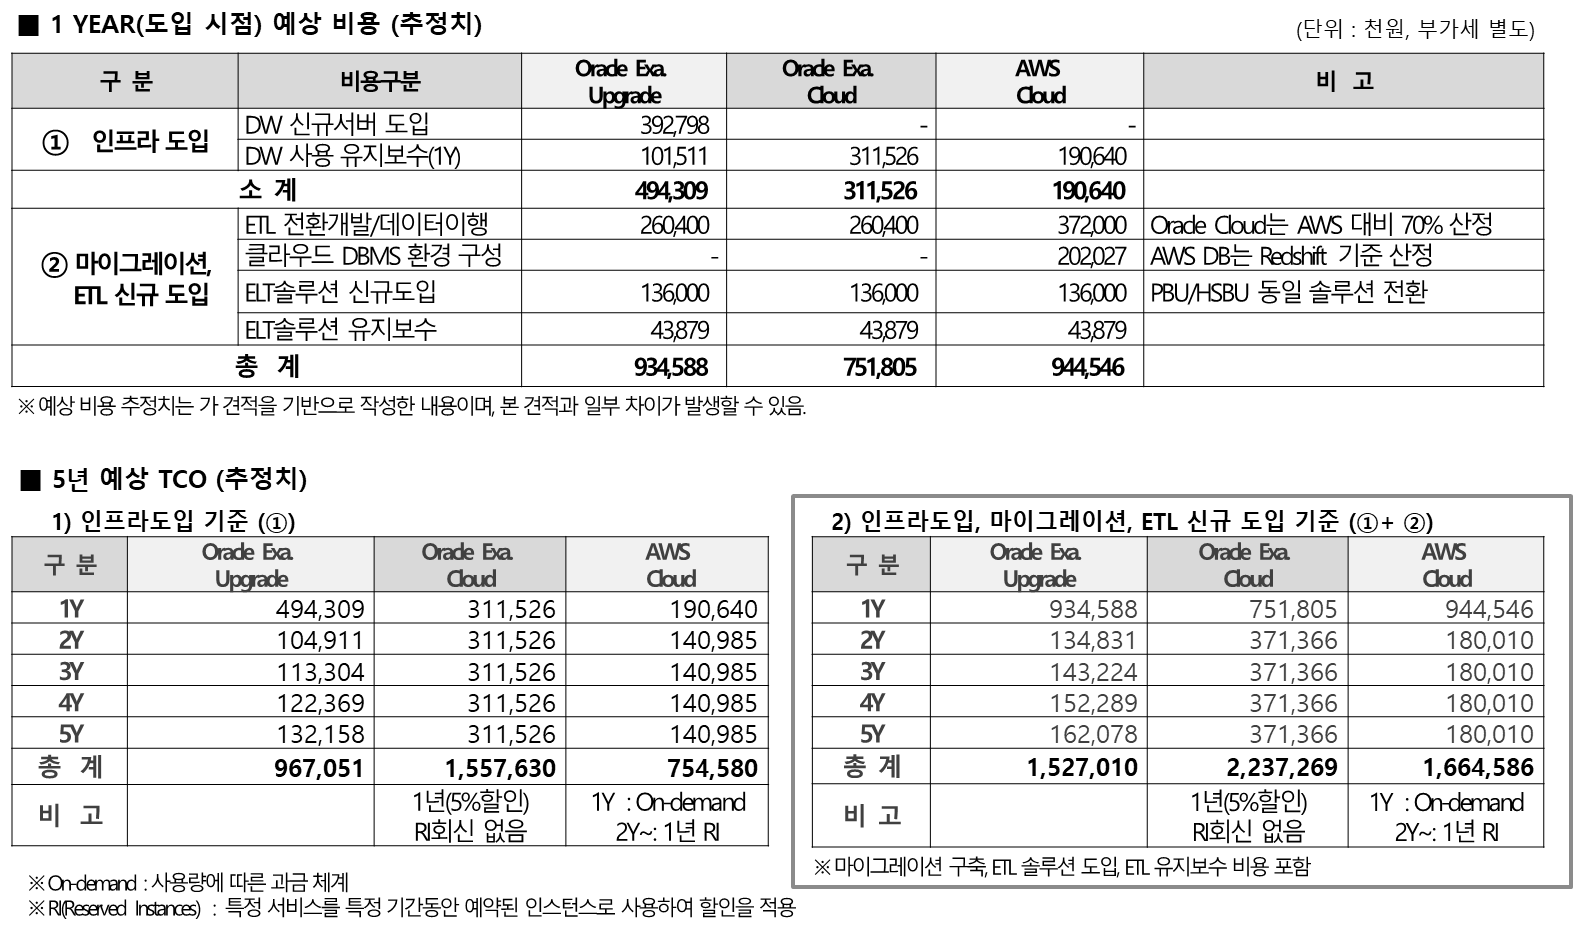 ■ 1 YEAR(도입 시점) 예상 비용 (추정치)
(단위 : 천원, 부가세 별도)
구 분 비용구분 Oracle Exa. Upgrade Oracle Exa. Cloud AWS Cloud 비 고
① 인프라 도입 DW 신규서버 도입 392,798 - -
DW 사용 유지보수(1Y) 101,511 311,526 190,640
소 계 494,309 311,526 190,640
② 마이그레이션, ETL 신규 도입 ETL 전환개발/데이터이행 260,400 260,400 372,000 Oracle Cloud는 AWS 대비 70% 산정
클라우드 DBMS 환경 구성 - - 202,027 AWS DB는 Redshift 기준 산정
ELT솔루션 신규도입 136,000 136,000 136,000 PBU/HSBU 동일 솔루션 전환
ELT솔루션 유지보수 43,879 43,879 43,879
총 계 934,588 751,805 944,546
※ 예상 비용 추정치는 가 견적을 기반으로 작성한 내용이며, 본 견적과 일부 차이가 발생할 수 있음.
■ 5년 예상 TCO (추정치)
1) 인프라도입 기준 (①)
구 분 Oracle Exa. Upgrade Oracle Exa. Cloud AWS Cloud
1Y 494,309 311,526 190,640
2Y 104,911 311,526 140,985
3Y 113,304 311,526 140,985
4Y 122,369 311,526 140,985
5Y 132,158 311,526 140,985
총 계 967,051 1,557,630 754,580
비 고 1년(5%할인) RI회신 없음 1Y : On-demand 2Y~: 1년 RI
※ On-demand : 사용량에 따른 과금 체계
※ RI(Reserved Instances) : 특정 서비스를 특정 기간동안 예약된 인스턴스로 사용하여 할인을 적용
2) 인프라도입, 마이그레이션, ETL 신규 도입 기준 (①+ ②)
구 분 Oracle Exa. Upgrade Oracle Exa. Cloud AWS Cloud
1Y 934,588 751,805 944,546
2Y 134,831 371,366 180,010
3Y 143,224 371,366 180,010
4Y 152,289 371,366 180,010
5Y 162,078 371,366 180,010
총 계 1,527,010 2,237,269 1,664,586
비 고 1년(5%할인) RI회신 없음 1Y : On-demand 2Y~: 1년 RI
※ 마이그레이션 구축, ETL 솔루션 도입, ETL 유지보수 비용 포함